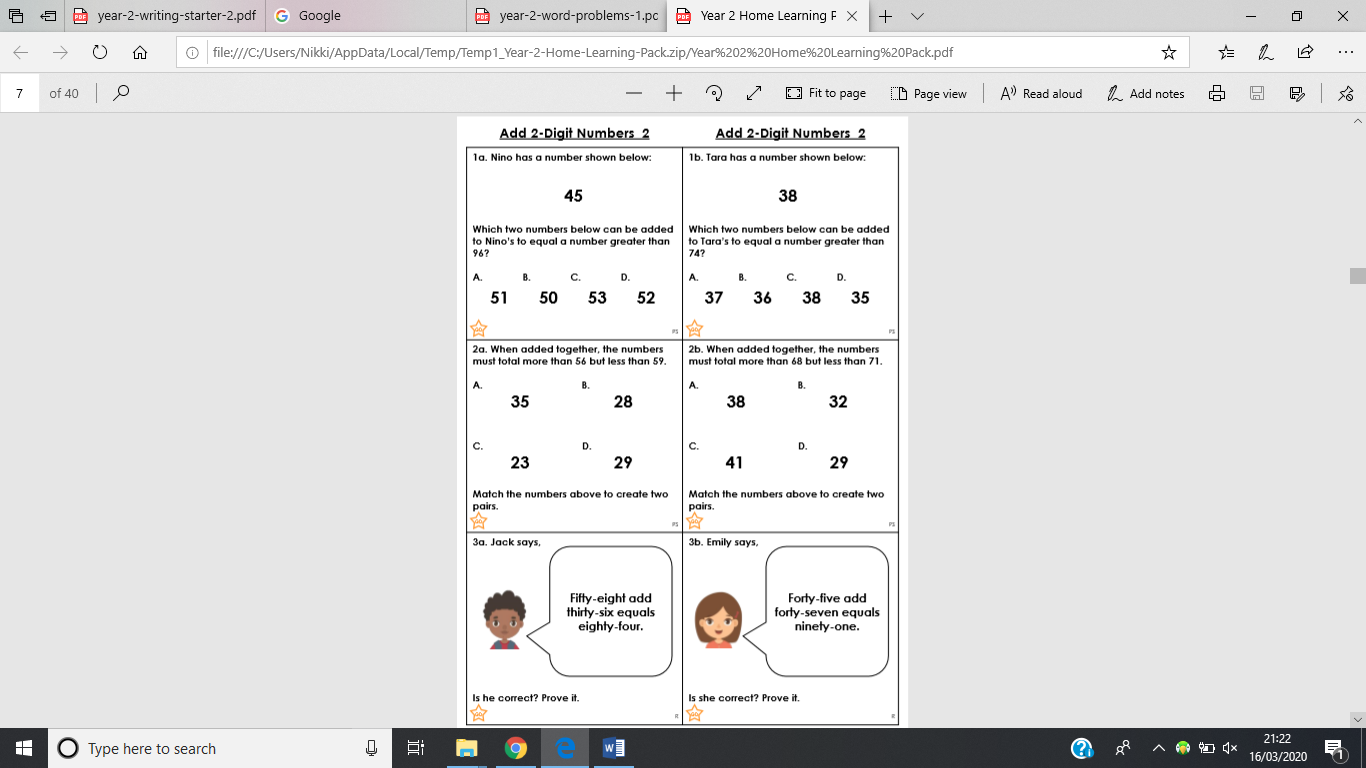 year-2-writing-starter-2.pdf
Google
year-2-word-problems-1.pc
Year 2 Home Learning P
file:///C:/Users/Nikki/AppData/Local/Temp/Temp1_Year-2-Home-Learning-Pack.zip/Year%202%20Home%20Learning%20Pack.pdf
7 of 40
Fit to page
Page view
Read aloud
Add notes
Add 2-Digit Numbers 2
1a. Nino has a number shown below:
45
Which two numbers below can be added
to Nino's to equal a number greater than
96?
A. B. C. D.
51 50 53 52
PS
Add 2-Digit Numbers 2
1b. Tara has a number shown below:
38
Which two numbers below can be added
to Tara's to equal a number greater than
74?
A. B. C. D.
37 36 38 35
PS
2a. When added together, the numbers
must total more than 56 but less than 59.
A. B.
35 28
C. D.
23 29
Match the numbers above to create two
pairs.
PS
2b. When added together, the numbers
must total more than 68 but less than 71.
A. B.
38 32
C. D.
41 29
Match the numbers above to create two
pairs.
PS
3a. Jack says,
Fifty-eight add
thirty-six equals
eighty-four.
Is he correct? Prove it.
R
3b. Emily says,
Forty-five add
forty-seven equals
ninety-one.
Is she correct? Prove it.
R
Type here to search
21:22
16/03/2020
1